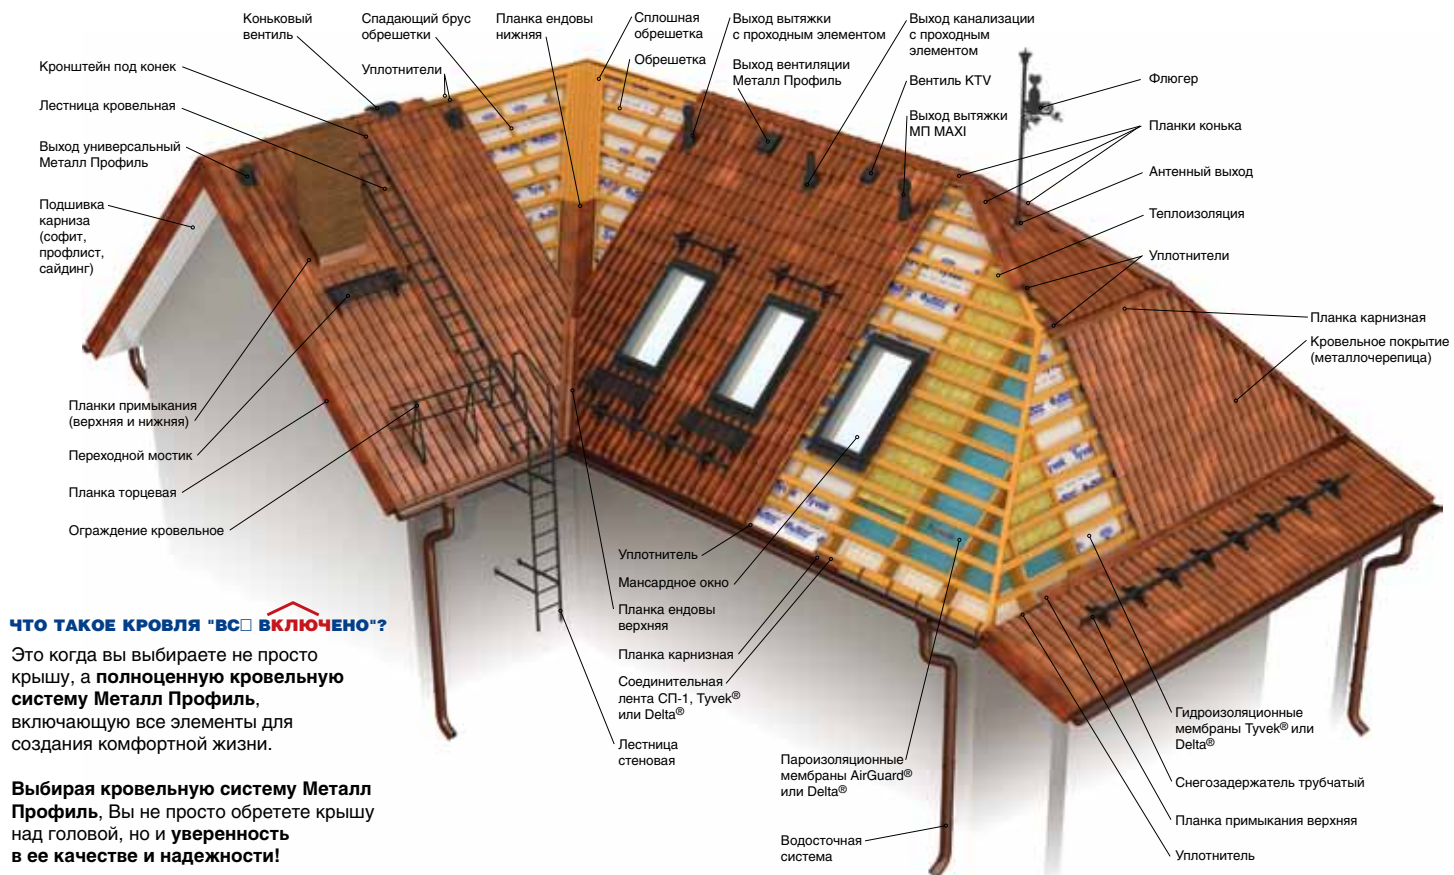 Коньковый
вентиль
Спадающий брус
обрешетки
Уплотнители
Планка ендовы
нижняя
Сплошная
обрешетка
Обрешетка
Выход вытяжки
с проходным элементом
Выход вентиляции
Металл Профиль
Выход канализации
с проходным
элементом
Вентиль KTV
Выход вытяжки
МП MAXI
Флюгер
Планки конька
Антенный выход
Теплоизоляция
Уплотнители
Планка карнизная
Кровельное покрытие
(металлочерепица)
Кронштейн под конек
Лестница кровельная
Выход универсальный
Металл Профиль
Подшивка
карниза
(софит,
профлист,
сайдинг)
Планки примыкания
(верхняя и нижняя)
Переходной мостик
Планка торцевая
Ограждение кровельное
Уплотнитель
Мансардное окно
Планка ендовы
верхняя
Планка карнизная
Соединительная
лента СП-1, Tyvek®
или Delta®
Лестница
стеновая
Пароизоляционные
мембраны AirGuard®
или Delta®
Водосточная
система
Гидроизоляционные
мембраны Tyvek® или
Delta®
Снегозадержатель трубчатый
Планка примыкания верхняя
Уплотнитель
ЧТО ТАКОЕ КРОВЛЯ "ВС□ ВКЛЮЧЕНО"?
Это когда вы выбираете не просто
крышу, а полноценную кровельную
систему Металл Профиль,
включающую все элементы для
создания комфортной жизни.
Выбирая кровельную систему Металл
Профиль, Вы не просто обретете крышу
над головой, но и уверенность
в ее качестве и надежности!